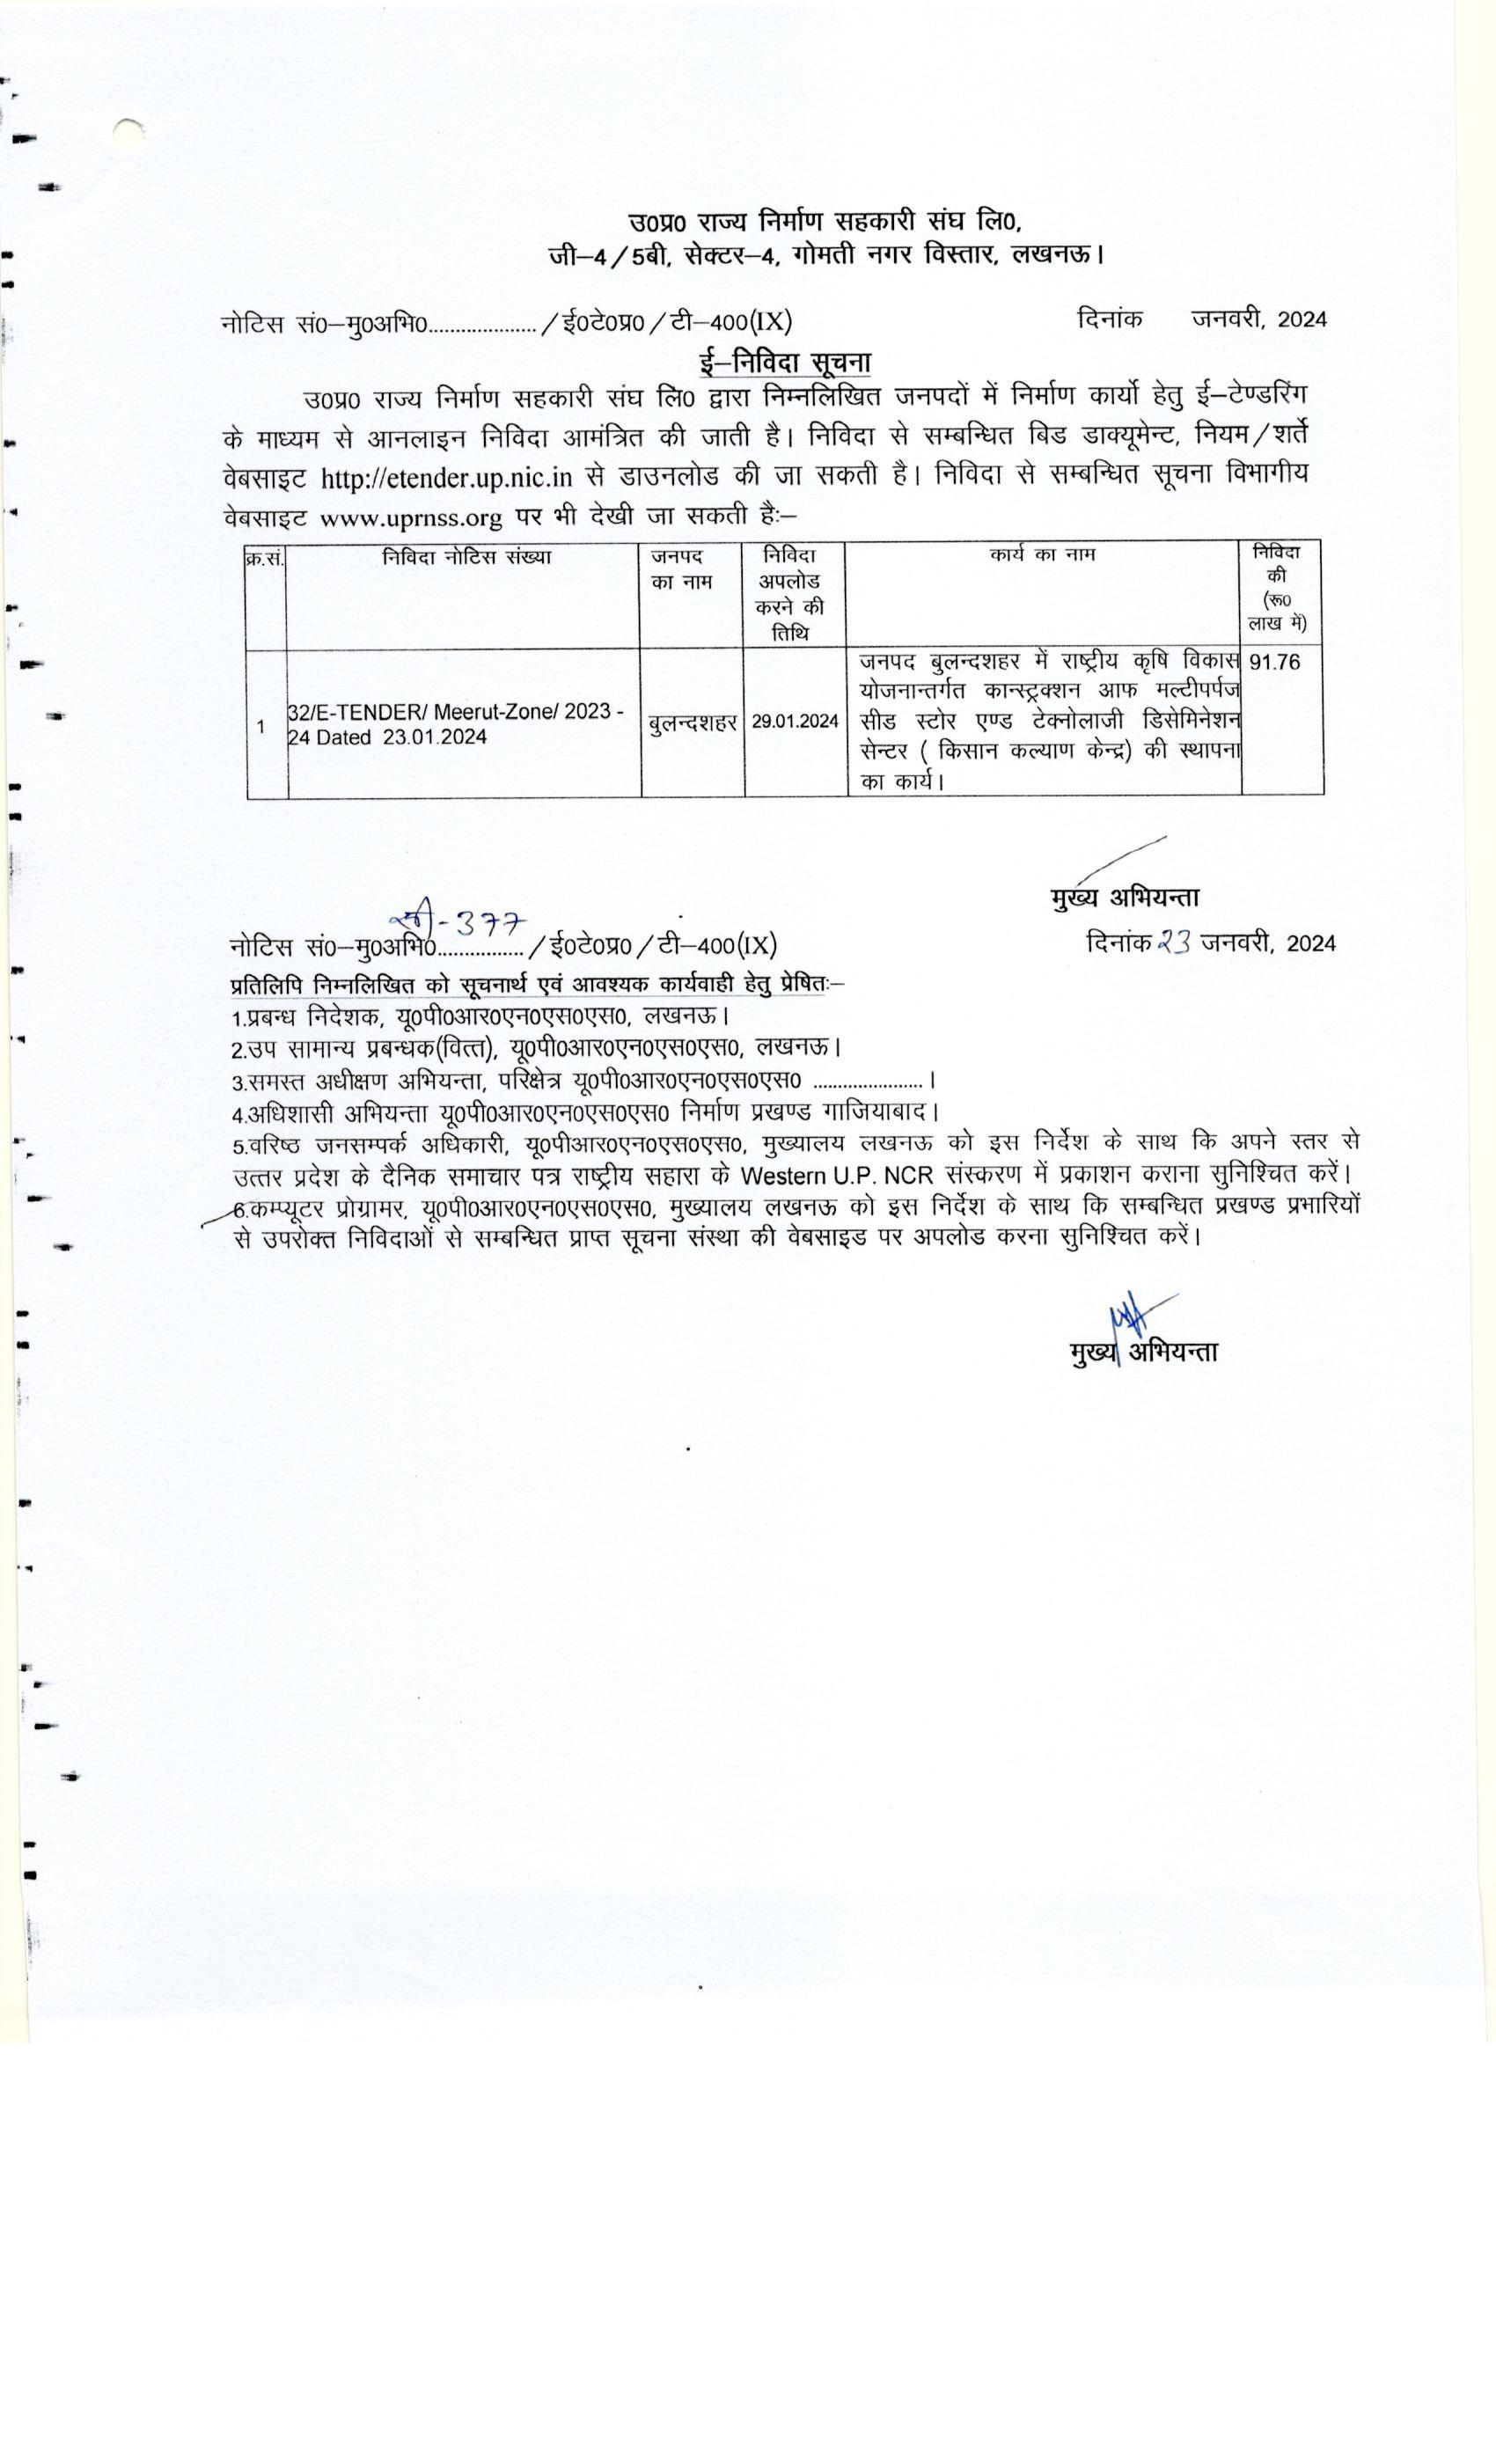 उ0प्र0 राज्य निर्माण सहकारी संघ लि0,
जी–4/5बी, सेक्टर–4, गोमती नगर विस्तार, लखनऊ।
नोटिस सं0–मु0अभि0.................... /ई0टे0प्र0/टी–400(IX) दिनांक जनवरी, 2024
ई–निविदा सूचना
उ0प्र0 राज्य निर्माण सहकारी संघ लि0 द्वारा निम्नलिखित जनपदों में निर्माण कार्यो हेतु ई–टेण्डरिंग
के माध्यम से आनलाइन निविदा आमंत्रित की जाती है। निविदा से सम्बन्धित बिड डाक्यूमेन्ट, नियम/शर्ते
वेबसाइट http://etender.up.nic.in से डाउनलोड की जा सकती है। निविदा से सम्बन्धित सूचना विभागीय
वेबसाइट www.uprnss.org पर भी देखी जा सकती हैः–
क्र.सं. निविदा नोटिस संख्या जनपद का नाम निविदा अपलोड करने की तिथि कार्य का नाम निविदा की (रू0 लाख में)
1 32/E-TENDER/ Meerut-Zone/ 2023 - 24 Dated 23.01.2024 बुलन्दशहर 29.01.2024
जनपद बुलन्दशहर में राष्ट्रीय कृषि विकास 91.76
योजनान्तर्गत कान्स्ट्रक्शन आफ मल्टीपर्पज
सीड स्टोर एण्ड टेक्नोलाजी डिसेमिनेशन
सेन्टर ( किसान कल्याण केन्द्र) की स्थापना
का कार्य।
मुख्य अभियन्ता
नोटिस सं0–मु0अभि0................ /ई0टे0प्र0/टी–400(IX) दिनांक 23 जनवरी, 2024
-377
प्रतिलिपि निम्नलिखित को सूचनार्थ एवं आवश्यक कार्यवाही हेतु प्रेषितः–
1.प्रबन्ध निदेशक, यू0पी0आर0एन0एस0एस0, लखनऊ।
2.उप सामान्य प्रबन्धक(वित्त), यू0पी0आर0एन0एस0एस0, लखनऊ।
3.समस्त अधीक्षण अभियन्ता, परिक्षेत्र यू0पी0आर0एन0एस0एस0 ......................।
4.अधिशासी अभियन्ता यू0पी0आर0एन0एस0एस0 निर्माण प्रखण्ड गाजियाबाद।
5.वरिष्ठ जनसम्पर्क अधिकारी, यू0पीआर0एन0एस0एस0, मुख्यालय लखनऊ को इस निर्देश के साथ कि अपने स्तर से
उत्तर प्रदेश के दैनिक समाचार पत्र राष्ट्रीय सहारा के Western U.P. NCR संस्करण में प्रकाशन कराना सुनिश्चित करें।
6.कम्प्यूटर प्रोग्रामर, यू0पी0आर0एन0एस0एस0, मुख्यालय लखनऊ को इस निर्देश के साथ कि सम्बन्धित प्रखण्ड प्रभारियों
से उपरोक्त निविदाओं से सम्बन्धित प्राप्त सूचना संस्था की वेबसाइड पर अपलोड करना सुनिश्चित करें।
मुख्य अभियन्ता